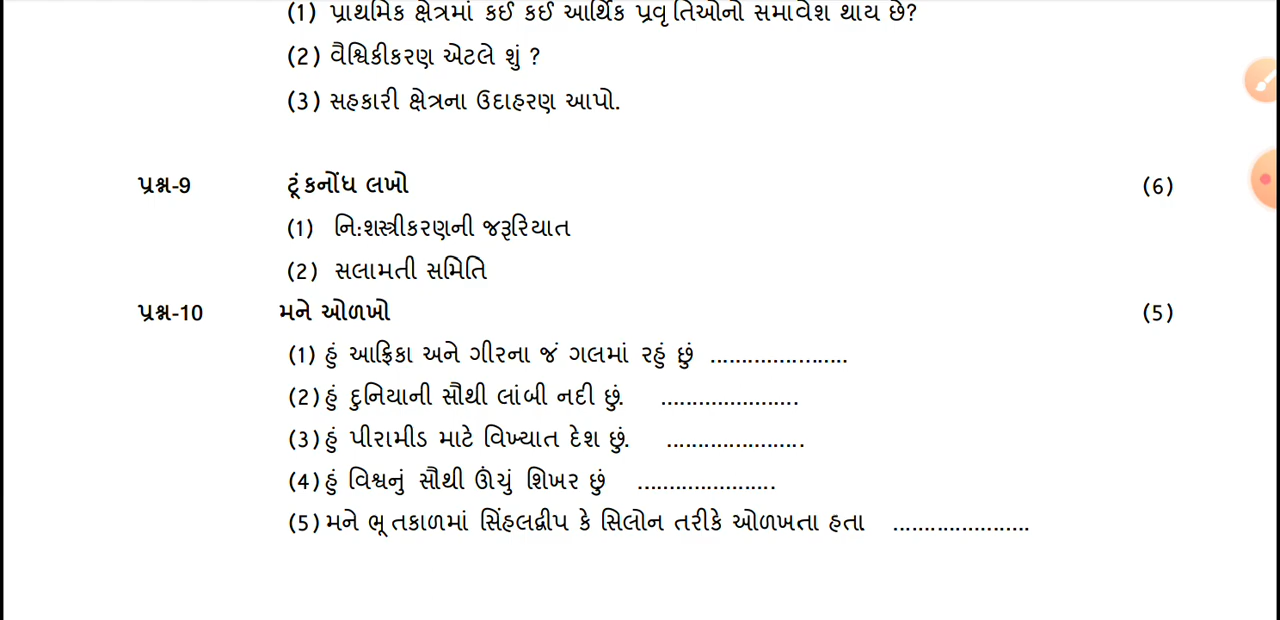 (1) પ્રાથમિક ક્ષેત્રમાં કઈ કઈ આર્થિક પ્રવૃતિઓનો સમાવેશ થાય છે?
(2) વૈશ્વિકીકરણ એટલે શું ?
(3) સહકારી ક્ષેત્રના ઉદાહરણ આપો.
પ્રશ્ન-9 ટૂંકનોંધ લખો (6)
(1) નિ:શસ્ત્રીકરણની જરૂરિયાત
(2) સલામતી સમિતિ
પ્રશ્ન-10 મને ઓળખો (5)
(1) હું આફ્રિકા અને ગીરના જંગલમાં રહું છું ......................
(2) હું દુનિયાની સૌથી લાંબી નદી છું. ......................
(3) હું પીરામીડ માટે વિખ્યાત દેશ છું. ......................
(4) હું વિશ્વનું સૌથી ઊંચું શિખર છું ......................
(5) મને ભૂતકાળમાં સિંહલદ્વીપ કે સિલોન તરીકે ઓળખતા હતા ......................